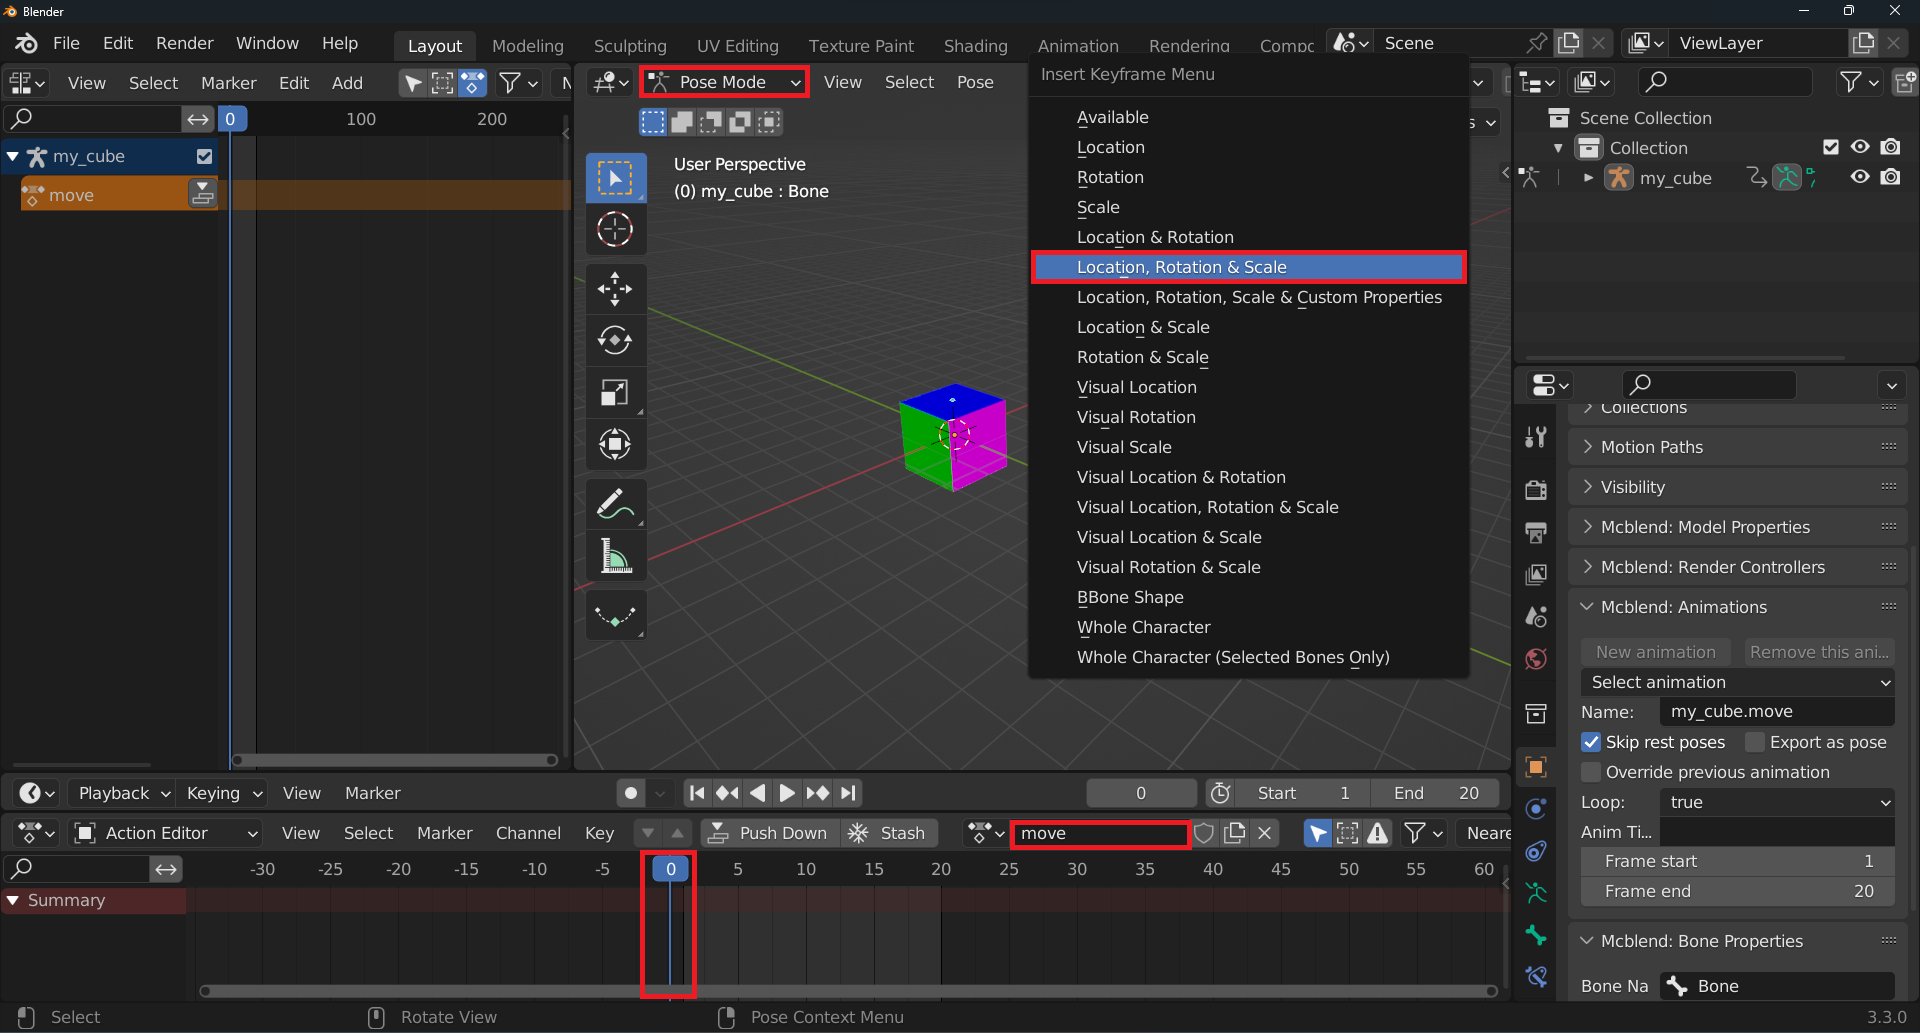 Blender
File Edit Render Window Help Layout Modeling Sculpting UV Editing Texture Paint Shading Animation Rendering Compc Scene ViewLayer
View Select Marker Edit Add N
Pose Mode View Select Pose
0 100 200
my_cube
move
User Perspective
(0) my_cube : Bone
Insert Keyframe Menu
Available
Location
Rotation
Scale
Location & Rotation
Location, Rotation & Scale
Location, Rotation, Scale & Custom Properties
Location & Scale
Rotation & Scale
Visual Location
Visual Rotation
Visual Scale
Visual Location & Rotation
Visual Location, Rotation & Scale
Visual Location & Scale
Visual Rotation & Scale
BBone Shape
Whole Character
Whole Character (Selected Bones Only)
s
Scene Collection
Collection
my_cube
Collections
Motion Paths
Visibility
Mcblend: Model Properties
Mcblend: Render Controllers
Mcblend: Animations
New animation Remove this ani...
Select animation
Name: my_cube.move
Skip rest poses Export as pose
Override previous animation
Loop: true
Anim Ti...
Frame start 1
Frame end 20
Mcblend: Bone Properties
Bone Na Bone
Playback Keying View Marker 0 Start 1 End 20
Action Editor View Select Marker Channel Key Push Down Stash move Neare
-30 -25 -20 -15 -10 -5 0 5 10 15 20 25 30 35 40 45 50 55 60
Summary
Select Rotate View Pose Context Menu 3.3.0